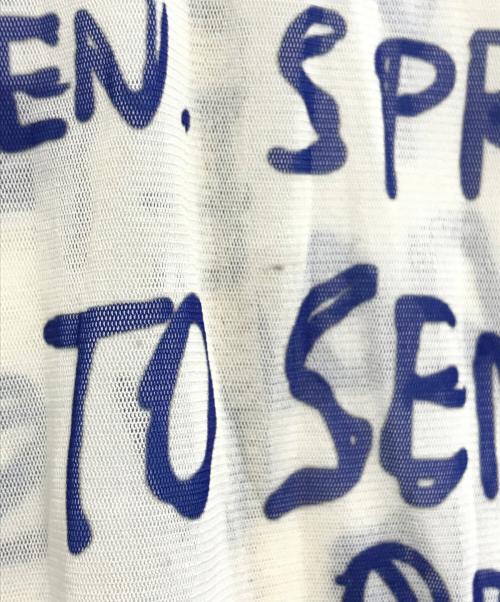 EN. SPR
TO SEN